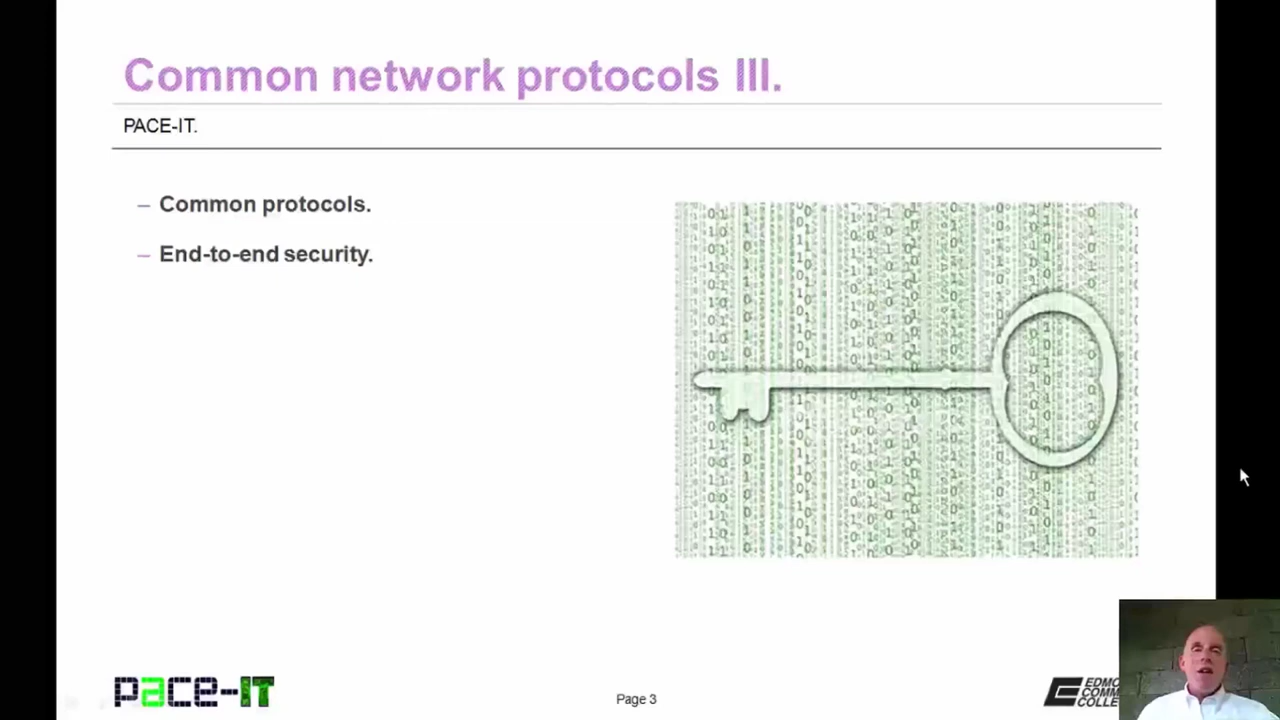 Common network protocols III.
PACE-IT.
– Common protocols.
– End-to-end security.
pace-IT
Page 3